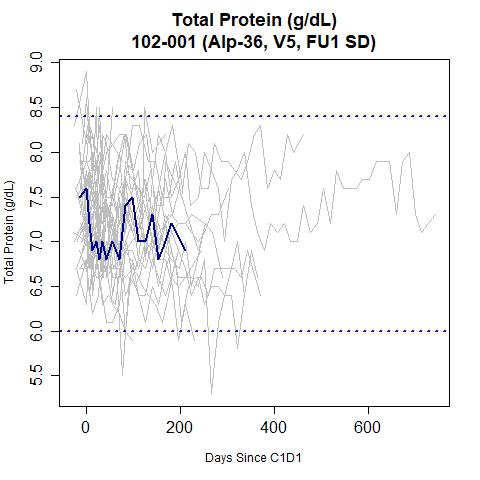 Total Protein (g/dL)
102-001 (Alp-36, V5, FU1 SD)
Total Protein (g/dL)
9.0
8.5
8.0
7.5
7.0
6.5
6.0
5.5
0 200 400 600
Days Since C1D1